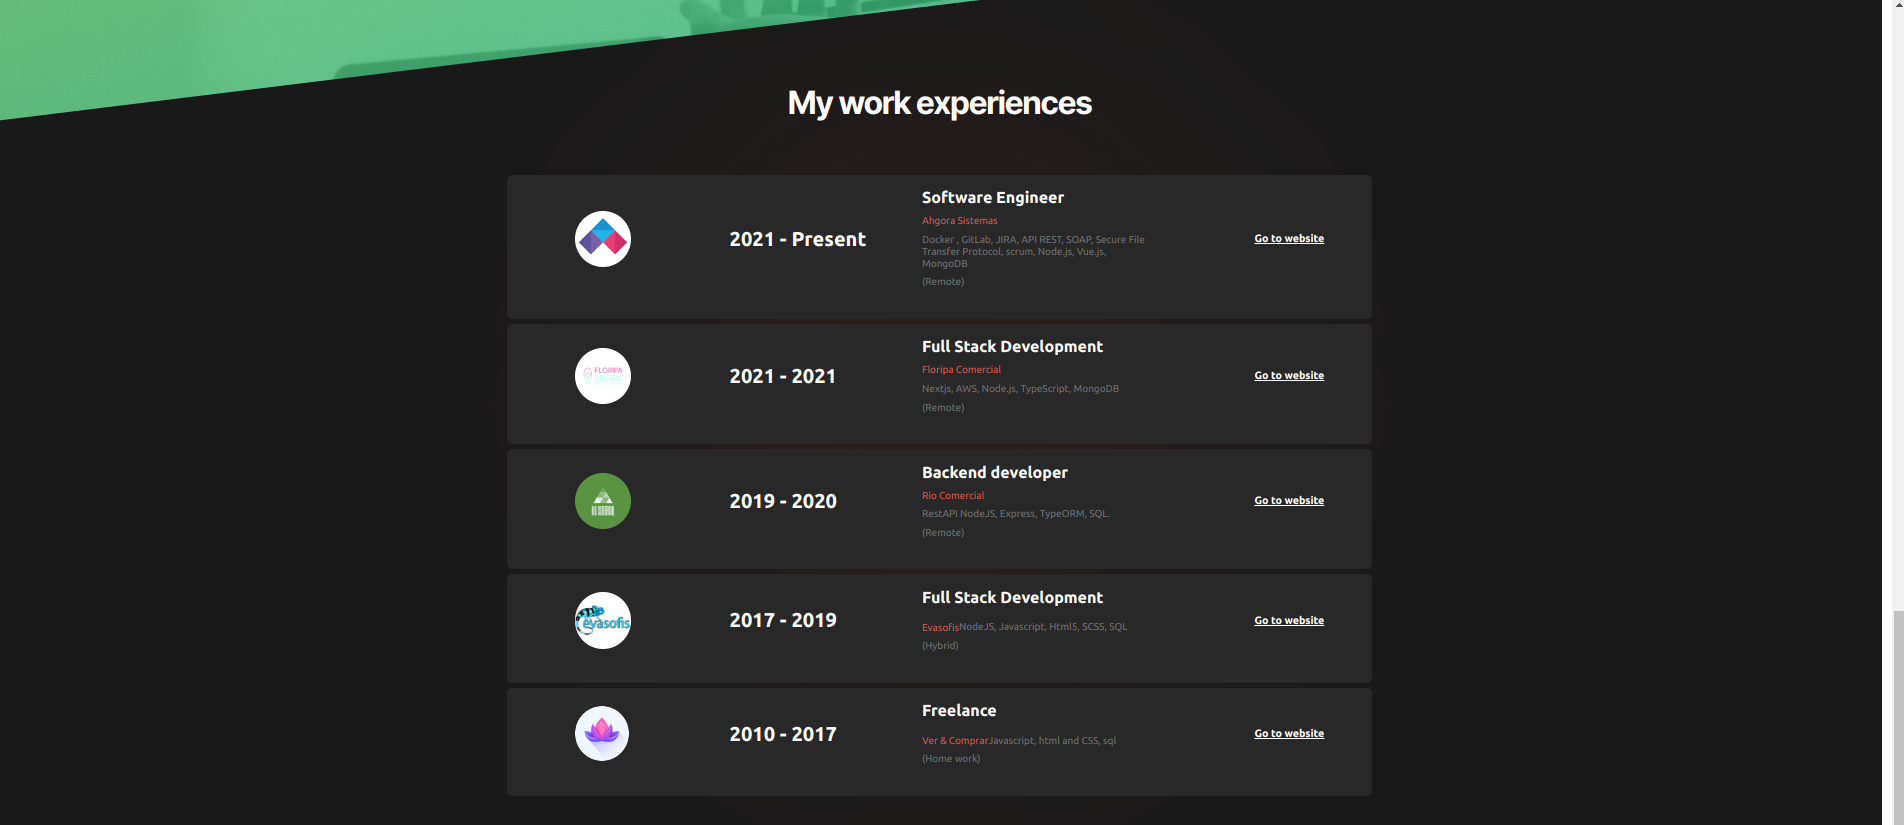 My work experiences
2021 - Present
Software Engineer
Ahgora Sistemas
Docker , GitLab, JIRA, API REST, SOAP, Secure File
Transfer Protocol, scrum, Node.js, Vue.js,
MongoDB
(Remote)
Go to website
FLORIPA
2021 - 2021
Full Stack Development
Floripa Comercial
Nextjs, AWS, Node.js, TypeScript, MongoDB
(Remote)
Go to website
2019 - 2020
Backend developer
Rio Comercial
RestAPI NodeJS, Express, TypeORM, SQL.
(Remote)
Go to website
evasofis
2017 - 2019
Full Stack Development
EvasofisNodeJS, Javascript, Html5, SCSS, SQL
(Hybrid)
Go to website
2010 - 2017
Freelance
Ver & ComprarJavascript, html and CSS, sql
(Home work)
Go to website